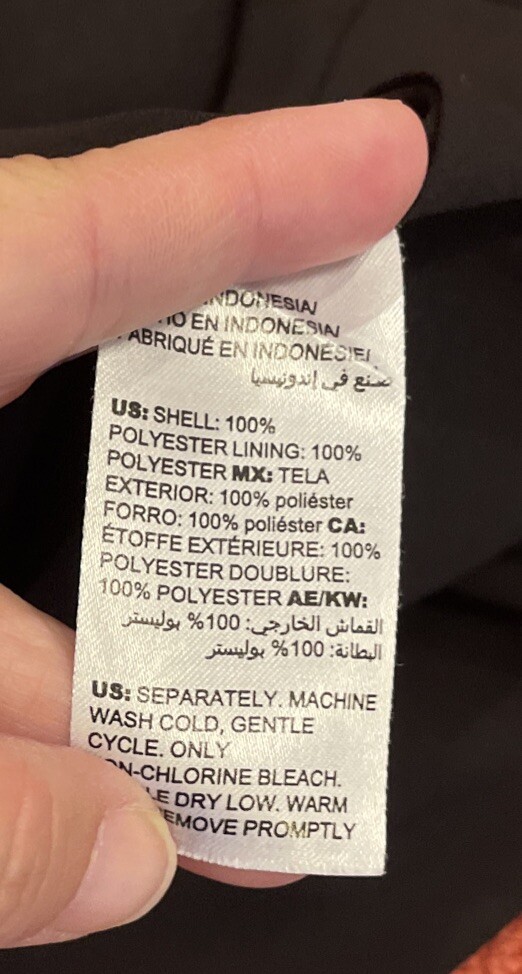 INDONESIA/
EN INDONESIA/
FABRIQUÉ EN INDONÉSIE/
صنع في إندونيسيا
US: SHELL: 100%
POLYESTER LINING: 100%
POLYESTER MX: TELA
EXTERIOR: 100% poliéster
FORRO: 100% poliéster CA:
ÉTOFFE EXTÉRIEURE: 100%
POLYESTER DOUBLURE:
100% POLYESTER AE/KW:
القماش الخارجي: 100% بوليستر
البطانة: 100% بوليستر
US: SEPARATELY. MACHINE
WASH COLD, GENTLE
CYCLE. ONLY
NON-CHLORINE BLEACH.
DRY LOW. WARM
REMOVE PROMPTLY